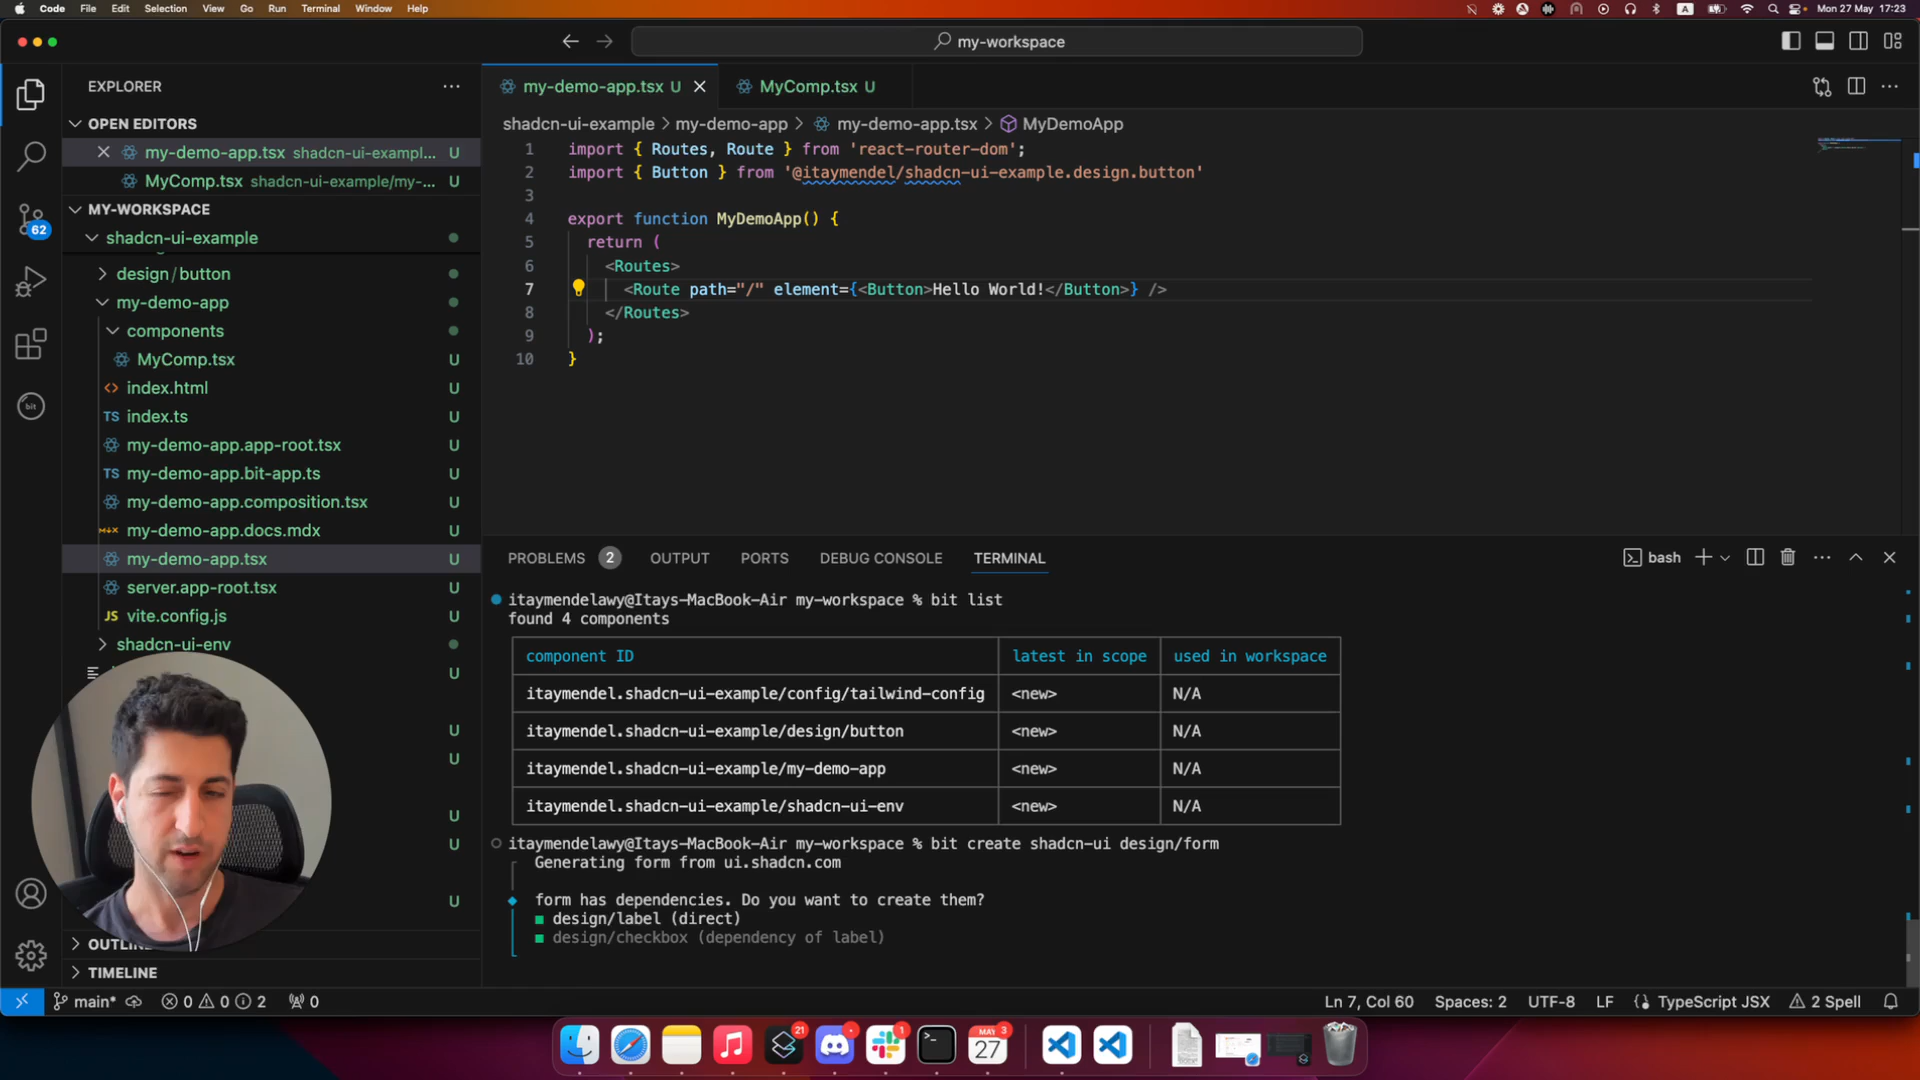 Code File Edit Selection View Go Run Terminal Window Help
A Mon 27 May 17:23
my-workspace
EXPLORER
OPEN EDITORS
my-demo-app.tsx shadcn-ui-exampl... U
MyComp.tsx shadcn-ui-example/my-... U
MY-WORKSPACE
shadcn-ui-example
design/button
my-demo-app
components
MyComp.tsx U
index.html U
TS index.ts U
my-demo-app.app-root.tsx U
TS my-demo-app.bit-app.ts U
my-demo-app.composition.tsx U
my-demo-app.docs.mdx U
my-demo-app.tsx U
server.app-root.tsx U
JS vite.config.js U
shadcn-ui-env
U
U
U
U
U
U
OUTLIN
TIMELINE
62
bit
my-demo-app.tsx U
MyComp.tsx U
shadcn-ui-example > my-demo-app > my-demo-app.tsx > MyDemoApp
1 import { Routes, Route } from 'react-router-dom';
2 import { Button } from '@itaymendel/shadcn-ui-example.design.button'
3
4 export function MyDemoApp() {
5 return (
6 <Routes>
7 <Route path="/" element={<Button>Hello World!</Button>} />
8 </Routes>
9 );
10 }
PROBLEMS 2 OUTPUT PORTS DEBUG CONSOLE TERMINAL
bash
itaymendelawy@Itays-MacBook-Air my-workspace % bit list
found 4 components
component ID latest in scope used in workspace
itaymendel.shadcn-ui-example/config/tailwind-config <new> N/A
itaymendel.shadcn-ui-example/design/button <new> N/A
itaymendel.shadcn-ui-example/my-demo-app <new> N/A
itaymendel.shadcn-ui-example/shadcn-ui-env <new> N/A
itaymendelawy@Itays-MacBook-Air my-workspace % bit create shadcn-ui design/form
Generating form from ui.shadcn.com
form has dependencies. Do you want to create them?
design/label (direct)
design/checkbox (dependency of label)
main* 0 0 2 0
Ln 7, Col 60 Spaces: 2 UTF-8 LF TypeScript JSX 2 Spell
21 1 MAY 27 3